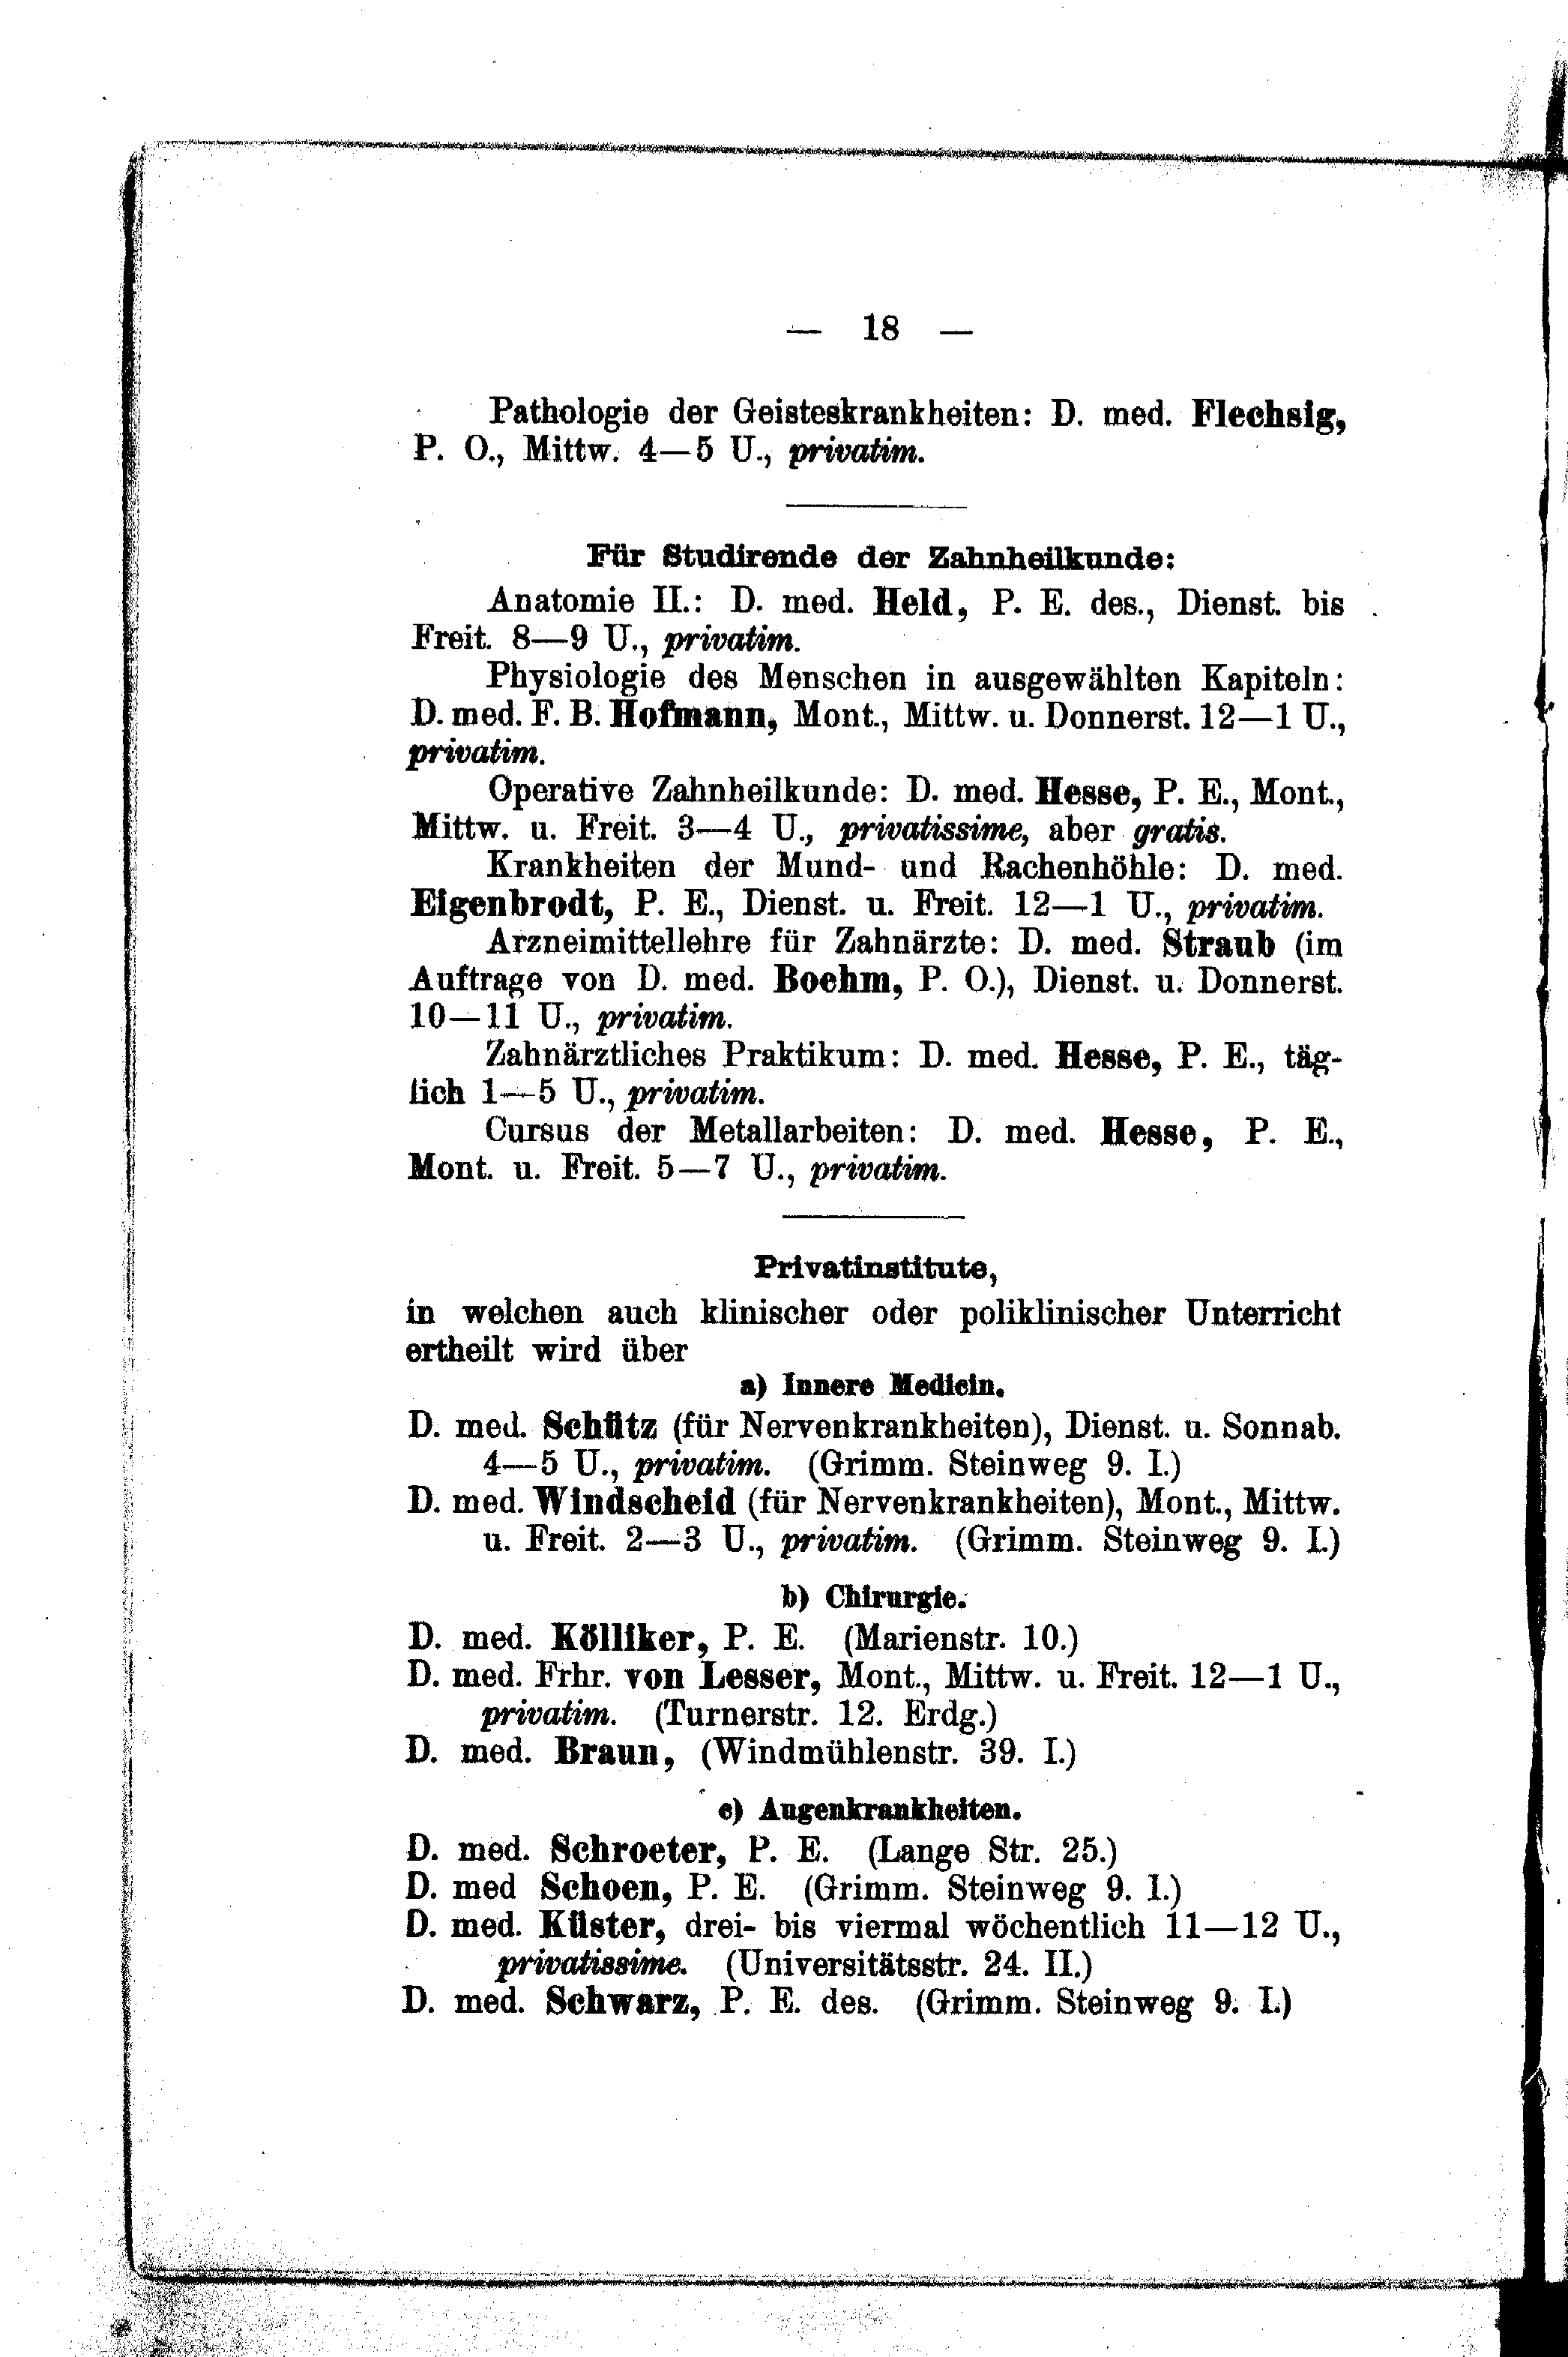 — 18 —
Pathologie der Geisteskrankheiten: D. med. Flechsig,
P. O., Mittw. 4—5 U., privatim.
Für Studirende der Zahnheilkunde:
Anatomie II.: D. med. Held, P. E. des., Dienst. bis
Freit. 8—9 U., privatim.
Physiologie des Menschen in ausgewählten Kapiteln:
D. med. F. B. Hofmann, Mont., Mittw. u. Donnerst. 12—1 U.,
privatim.
Operative Zahnheilkunde: D. med. Hesse, P. E., Mont.,
Mittw. u. Freit. 3—4 U., privatissime, aber gratis.
Krankheiten der Mund- und Rachenhöhle: D. med.
Eigenbrodt, P. E., Dienst. u. Freit. 12—1 U., privatim.
Arzneimittellehre für Zahnärzte: D. med. Straub (im
Auftrage von D. med. Boehm, P. O.), Dienst. u. Donnerst.
10—11 U., privatim.
Zahnärztliches Praktikum: D. med. Hesse, P. E., täg-
lich 1—5 U., privatim.
Cursus der Metallarbeiten: D. med. Hesse, P. E.,
Mont. u. Freit. 5—7 U., privatim.
Privatinstitute,
in welchen auch klinischer oder poliklinischer Unterricht
ertheilt wird über
a) Innere Medicin.
D. med. Schütz (für Nervenkrankheiten), Dienst. u. Sonnab.
4—5 U., privatim. (Grimm. Steinweg 9. I.)
D. med. Windscheid (für Nervenkrankheiten), Mont., Mittw.
u. Freit. 2—3 U., privatim. (Grimm. Steinweg 9. I.)
b) Chirurgie.
D. med. Kölliker, P. E. (Marienstr. 10.)
D. med. Frhr. von Lesser, Mont., Mittw. u. Freit. 12—1 U.,
privatim. (Turnerstr. 12. Erdg.)
D. med. Braun, (Windmühlenstr. 39. I.)
c) Augenkrankheiten.
D. med. Schroeter, P. E. (Lange Str. 25.)
D. med Schoen, P. E. (Grimm. Steinweg 9. I.)
D. med. Küster, drei- bis viermal wöchentlich 11—12 U.,
privatissime. (Universitätsstr. 24. II.)
D. med. Schwarz, P. E. des. (Grimm. Steinweg 9. I.)